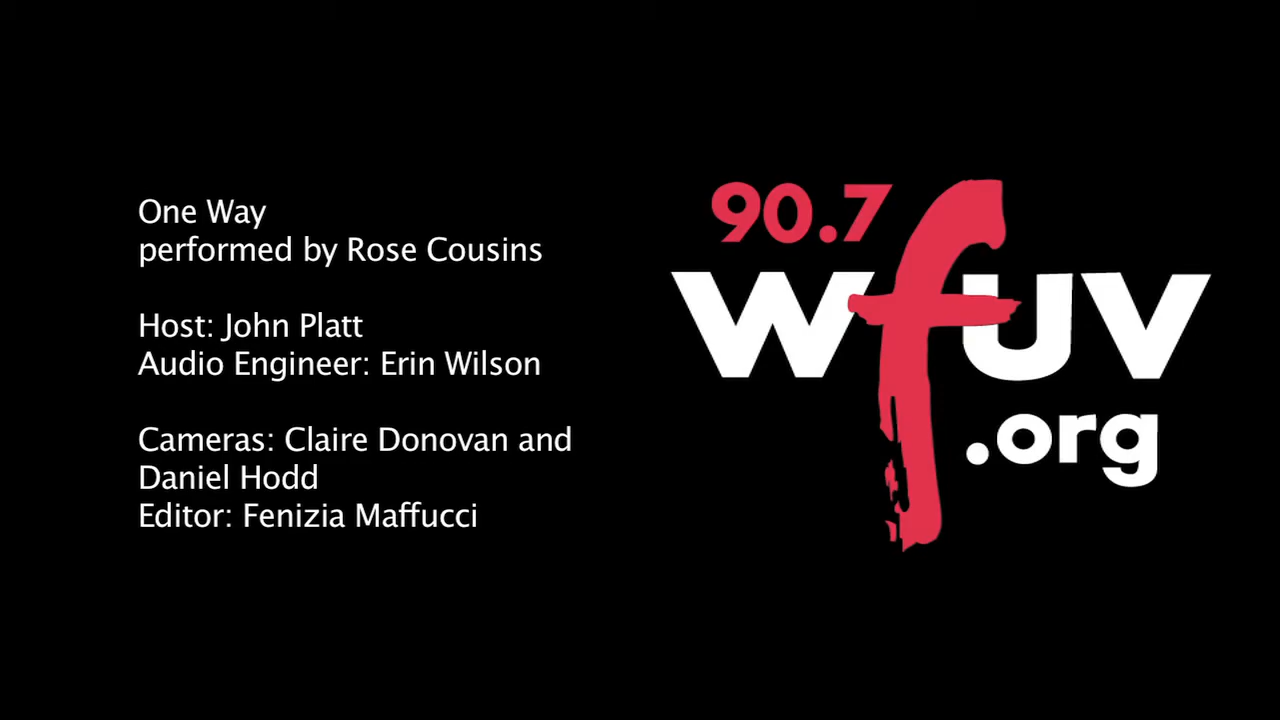 One Way
performed by Rose Cousins
Host: John Platt
Audio Engineer: Erin Wilson
Cameras: Claire Donovan and
Daniel Hodd
Editor: Fenizia Maffucci
90.7
wfuv
.org